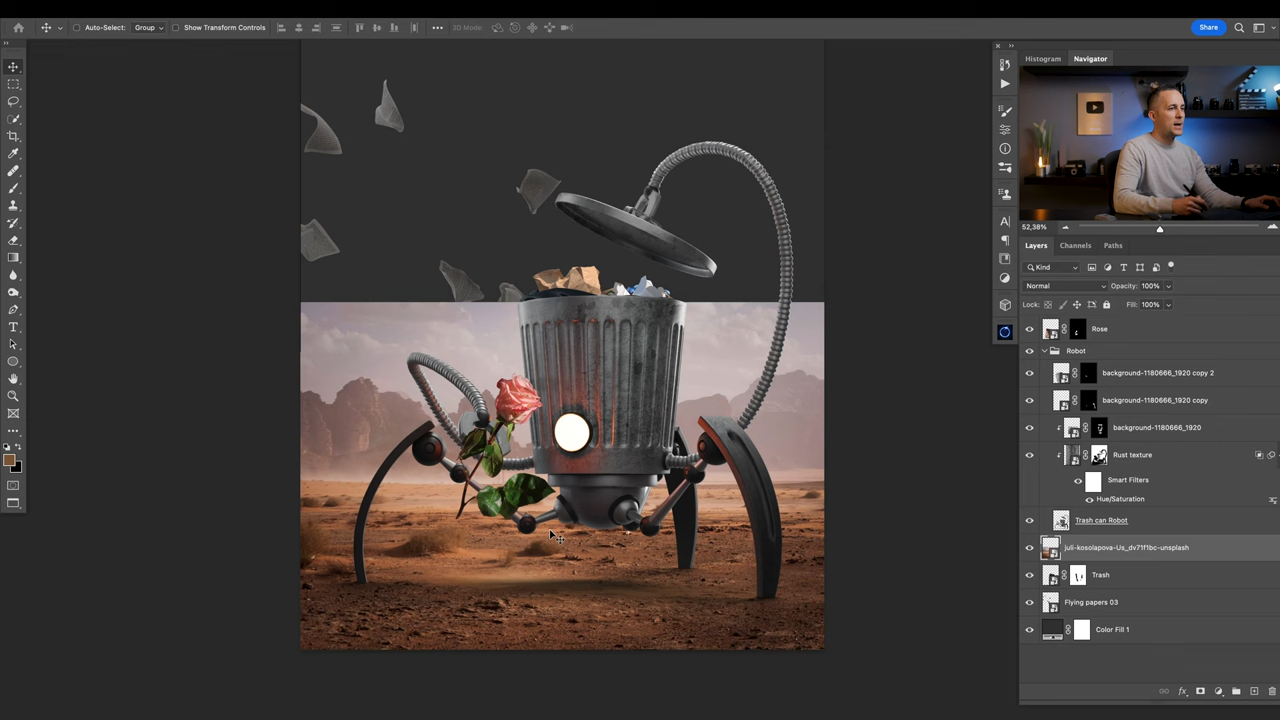 Auto-Select: Group Show Transform Controls 3D Mode: Share
Histogram Navigator
52,38%
Layers Channels Paths
Kind
Normal Opacity: 100%
Lock: Fill: 100%
Rose
Robot
background-1180666_1920 copy 2
background-1180666_1920 copy
background-1180666_1920
Rust texture
Smart Filters
Hue/Saturation
Trash can Robot
juli-kosolapova-Us_dv71f1bc-unsplash
Trash
Flying papers 03
Color Fill 1